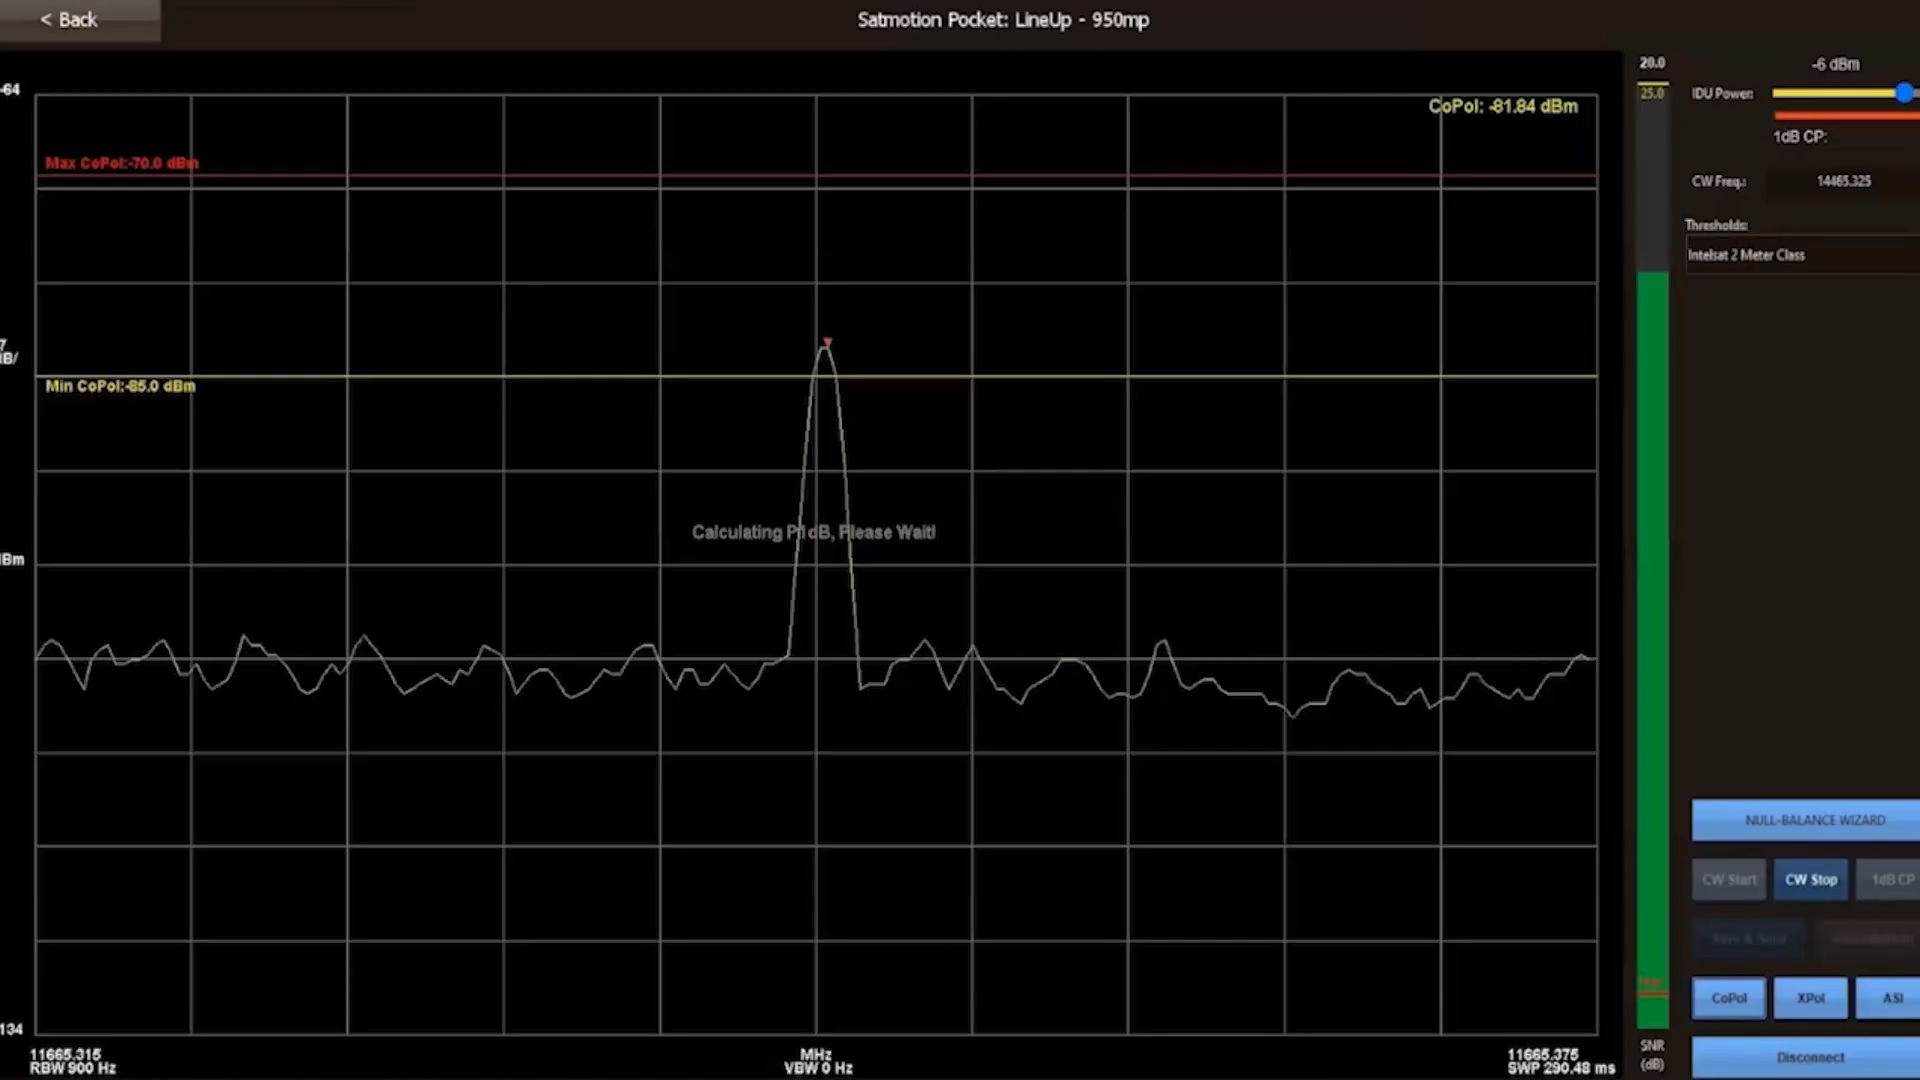 < Back
Satmotion Pocket: LineUp - 950mp
-64
CoPol: -81.84 dBm
Max CoPol:-70.0 dBm
7
dB/
Min CoPol:-85.0 dBm
Calculating P1dB, Please Wait!
dBm
134
11665.315
MHz
11665.375
RBW 900 Hz
VBW 0 Hz
SWP 290.48 ms
20.0
25.0
SNR
(dB)
-6 dBm
IDU Power:
1dB CP:
CW Freq.:
14465.325
Thresholds:
Intelsat 2 Meter Class
NULL-BALANCE WIZARD
CW Start
CW Stop
1dB CP
CoPol
XPol
ASI
Disconnect